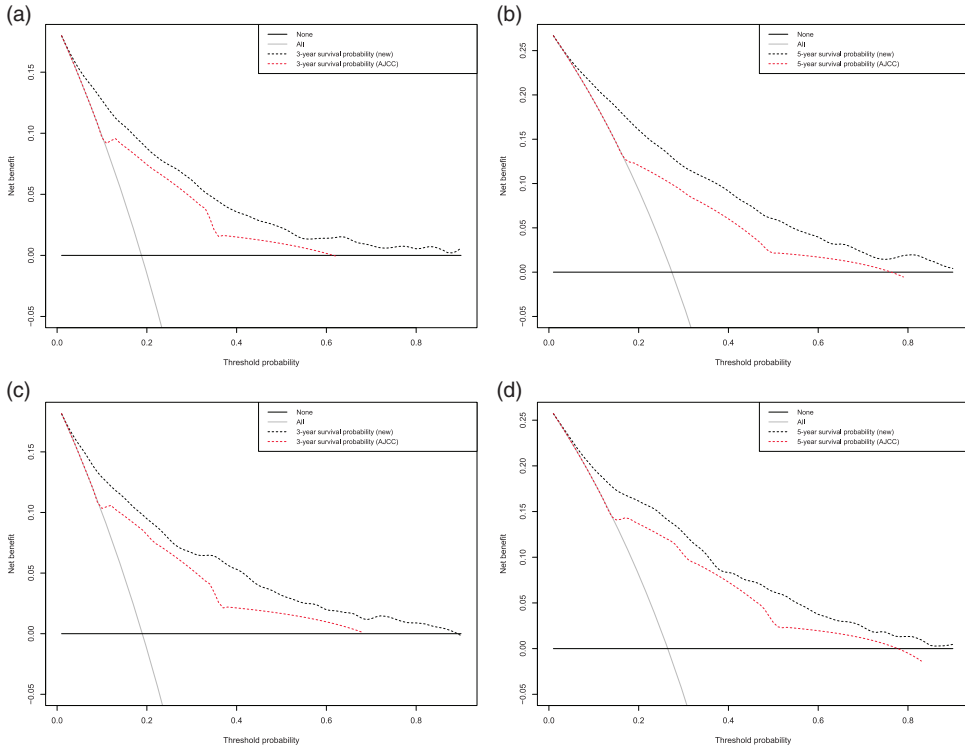 (a)
None
All
3-year survival probability (new)
3-year survival probability (AJCC)
Net benefit
0.15
0.10
0.05
0.00
−0.05
0.0 0.2 0.4 0.6 0.8
Threshold probability
(b)
None
All
5-year survival probability (new)
5-year survival probability (AJCC)
Net benefit
0.25
0.20
0.15
0.10
0.05
0.00
−0.05
0.0 0.2 0.4 0.6 0.8
Threshold probability
(c)
None
All
3-year survival probability (new)
3-year survival probability (AJCC)
Net benefit
0.15
0.10
0.05
0.00
−0.05
0.0 0.2 0.4 0.6 0.8
Threshold probability
(d)
None
All
5-year survival probability (new)
5-year survival probability (AJCC)
Net benefit
0.25
0.20
0.15
0.10
0.05
0.00
−0.05
0.0 0.2 0.4 0.6 0.8
Threshold probability